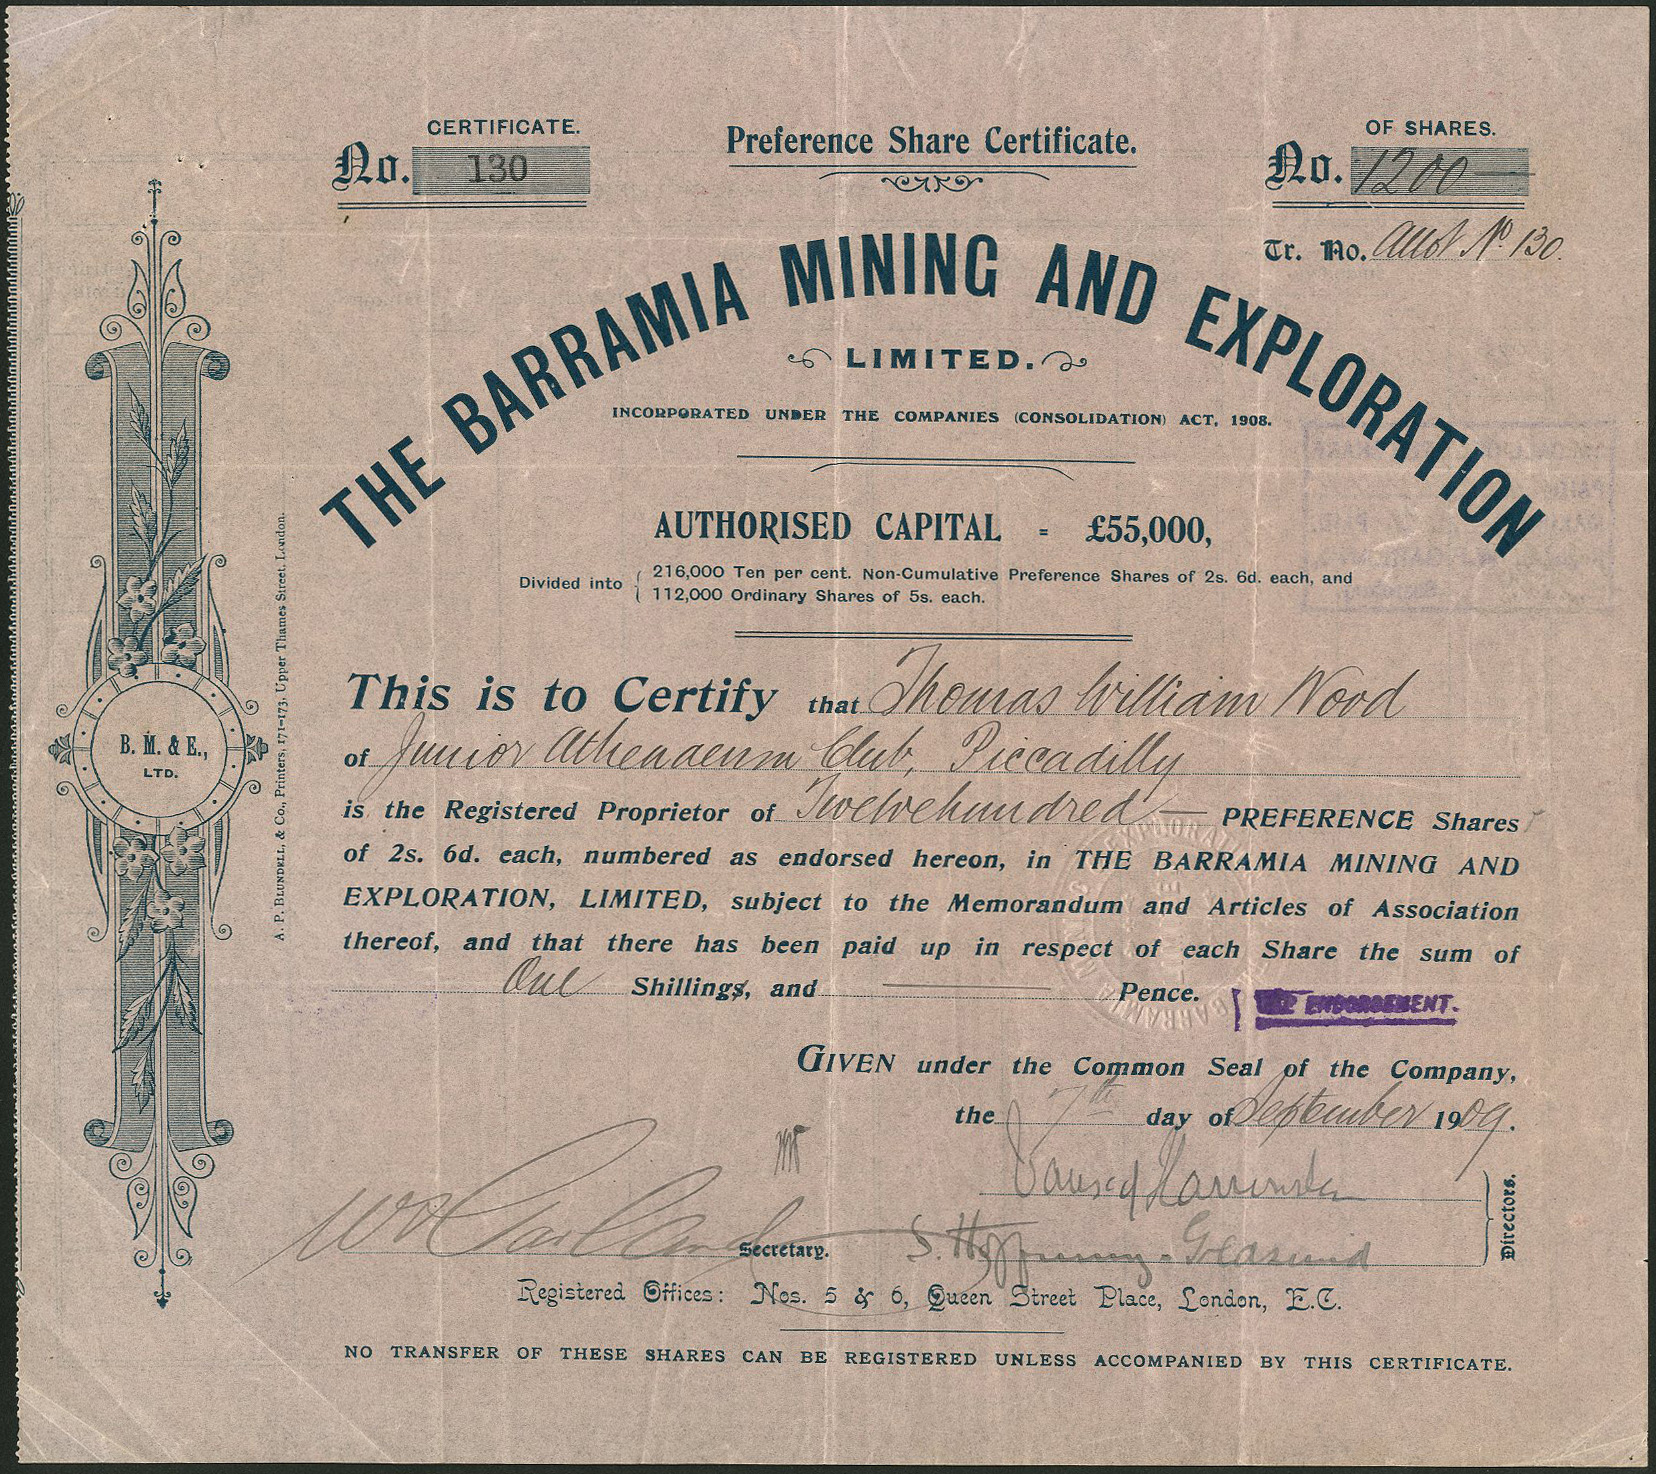 CERTIFICATE.
No. 130
Preference Share Certificate.
OF SHARES.
No. 1200
Tr. No. Allot No 130.
THE BARRAMIA MINING AND EXPLORATION
LIMITED.
INCORPORATED UNDER THE COMPANIES (CONSOLIDATION) ACT, 1908.
AUTHORISED CAPITAL = £55,000,
Divided into { 216,000 Ten per cent. Non-Cumulative Preference Shares of 2s. 6d. each, and
112,000 Ordinary Shares of 5s. each.
This is to Certify that Thomas William Wood
of Junior Athenaeum Club, Piccadilly
is the Registered Proprietor of Twelvehundred — PREFERENCE Shares
of 2s. 6d. each, numbered as endorsed hereon, in THE BARRAMIA MINING AND
EXPLORATION, LIMITED, subject to the Memorandum and Articles of Association
thereof, and that there has been paid up in respect of each Share the sum of
One Shillings, and — Pence.
ENDORSEMENT.
GIVEN under the Common Seal of the Company,
the 7th day of September 1909.
Directors.
Secretary.
Registered Offices: Nos. 5 & 6, Queen Street Place, London, E.C.
NO TRANSFER OF THESE SHARES CAN BE REGISTERED UNLESS ACCOMPANIED BY THIS CERTIFICATE.
B. M. & E.,
LTD.
A. P. BLUNDELL, & Co., Printers, 171-173, Upper Thames Street, London.